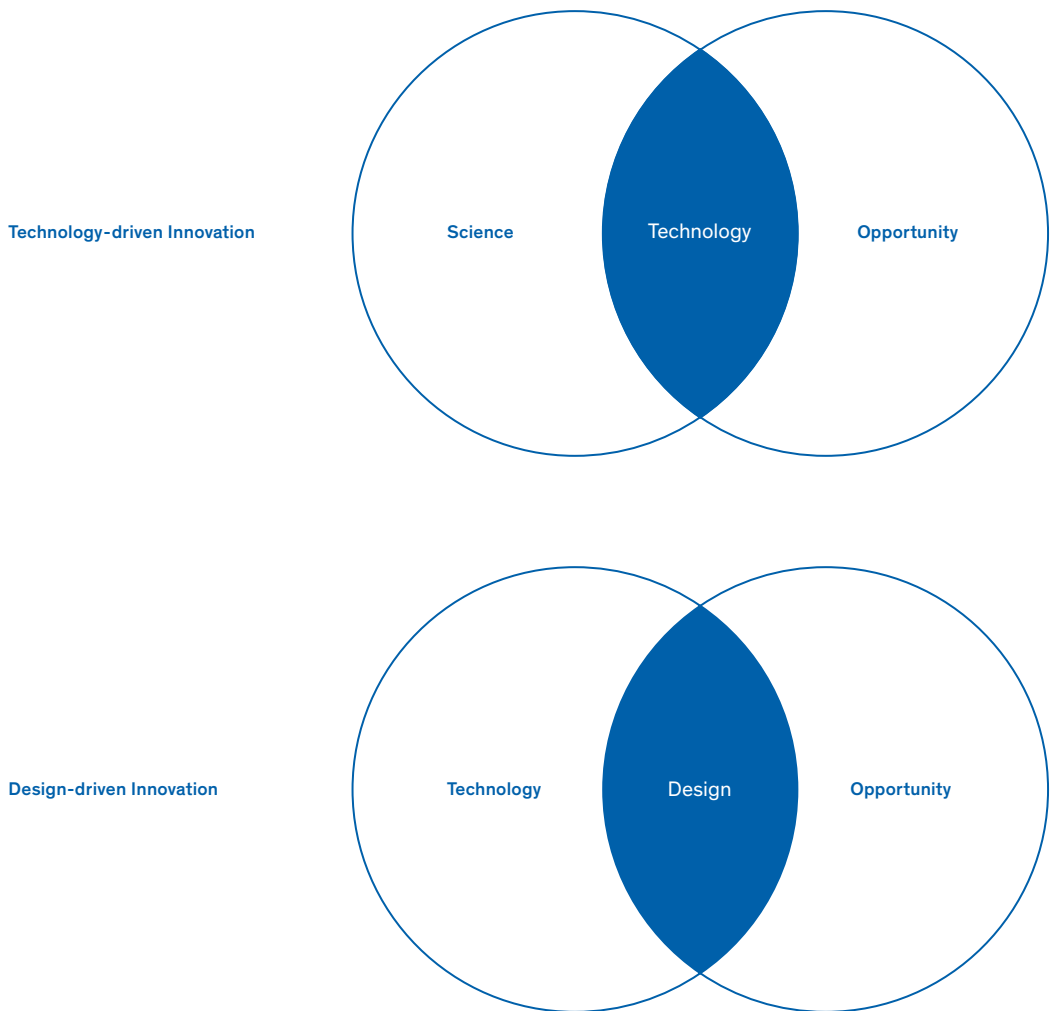 Technology-driven Innovation
Science
Technology
Opportunity
Design-driven Innovation
Technology
Design
Opportunity